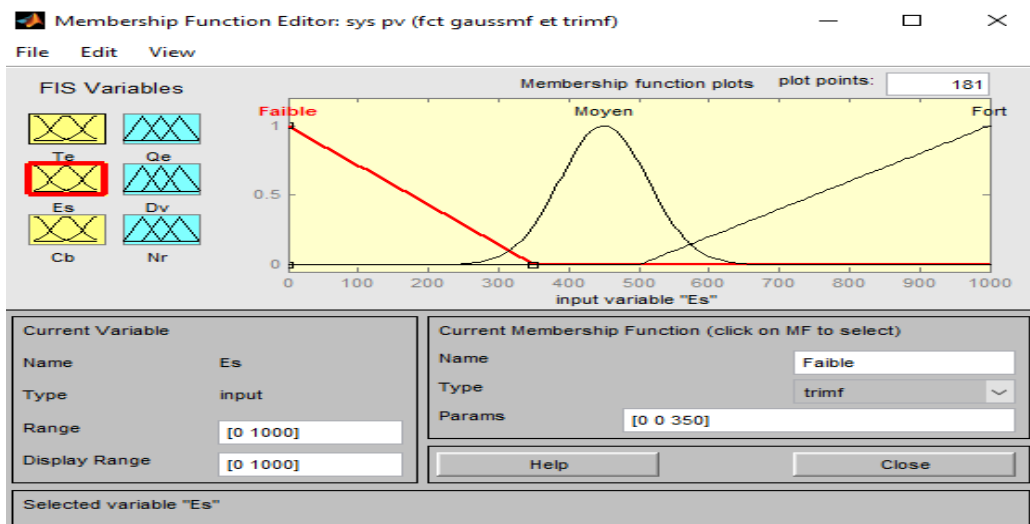 Membership Function Editor: sys pv (fct gaussmf et trimf)
File Edit View
FIS Variables
Te Qe
Es Dv
Cb Nr
Membership function plots plot points: 181
Faible Moyen Fort
1
0.5
0
0 100 200 300 400 500 600 700 800 900 1000
input variable "Es"
Current Variable
Name Es
Type input
Range [0 1000]
Display Range [0 1000]
Current Membership Function (click on MF to select)
Name Faible
Type trimf
Params [0 0 350]
Help Close
Selected variable "Es"